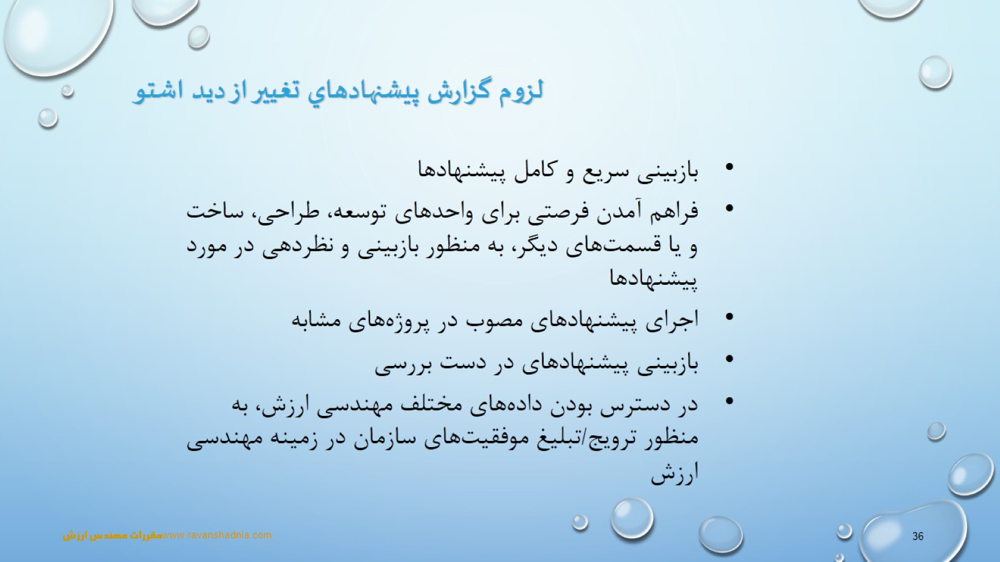 لزوم گزارش پيشنهادهاي تغيير از ديد اشتو
• بازبینی سریع و کامل پیشنهادها
• فراهم آمدن فرصتی برای واحدهای توسعه، طراحی، ساخت
و یا قسمت‌های دیگر، به منظور بازبینی و نظردهی در مورد
پیشنهادها
• اجرای پیشنهادهای مصوب در پروژه‌های مشابه
• بازبینی پیشنهادهای در دست بررسی
• در دسترس بودن داده‌های مختلف مهندسی ارزش، به
منظور ترویج/تبلیغ موفقیت‌های سازمان در زمینه مهندسی
ارزش
مقررات مهندس ارزش www.ravanshadnia.com
36